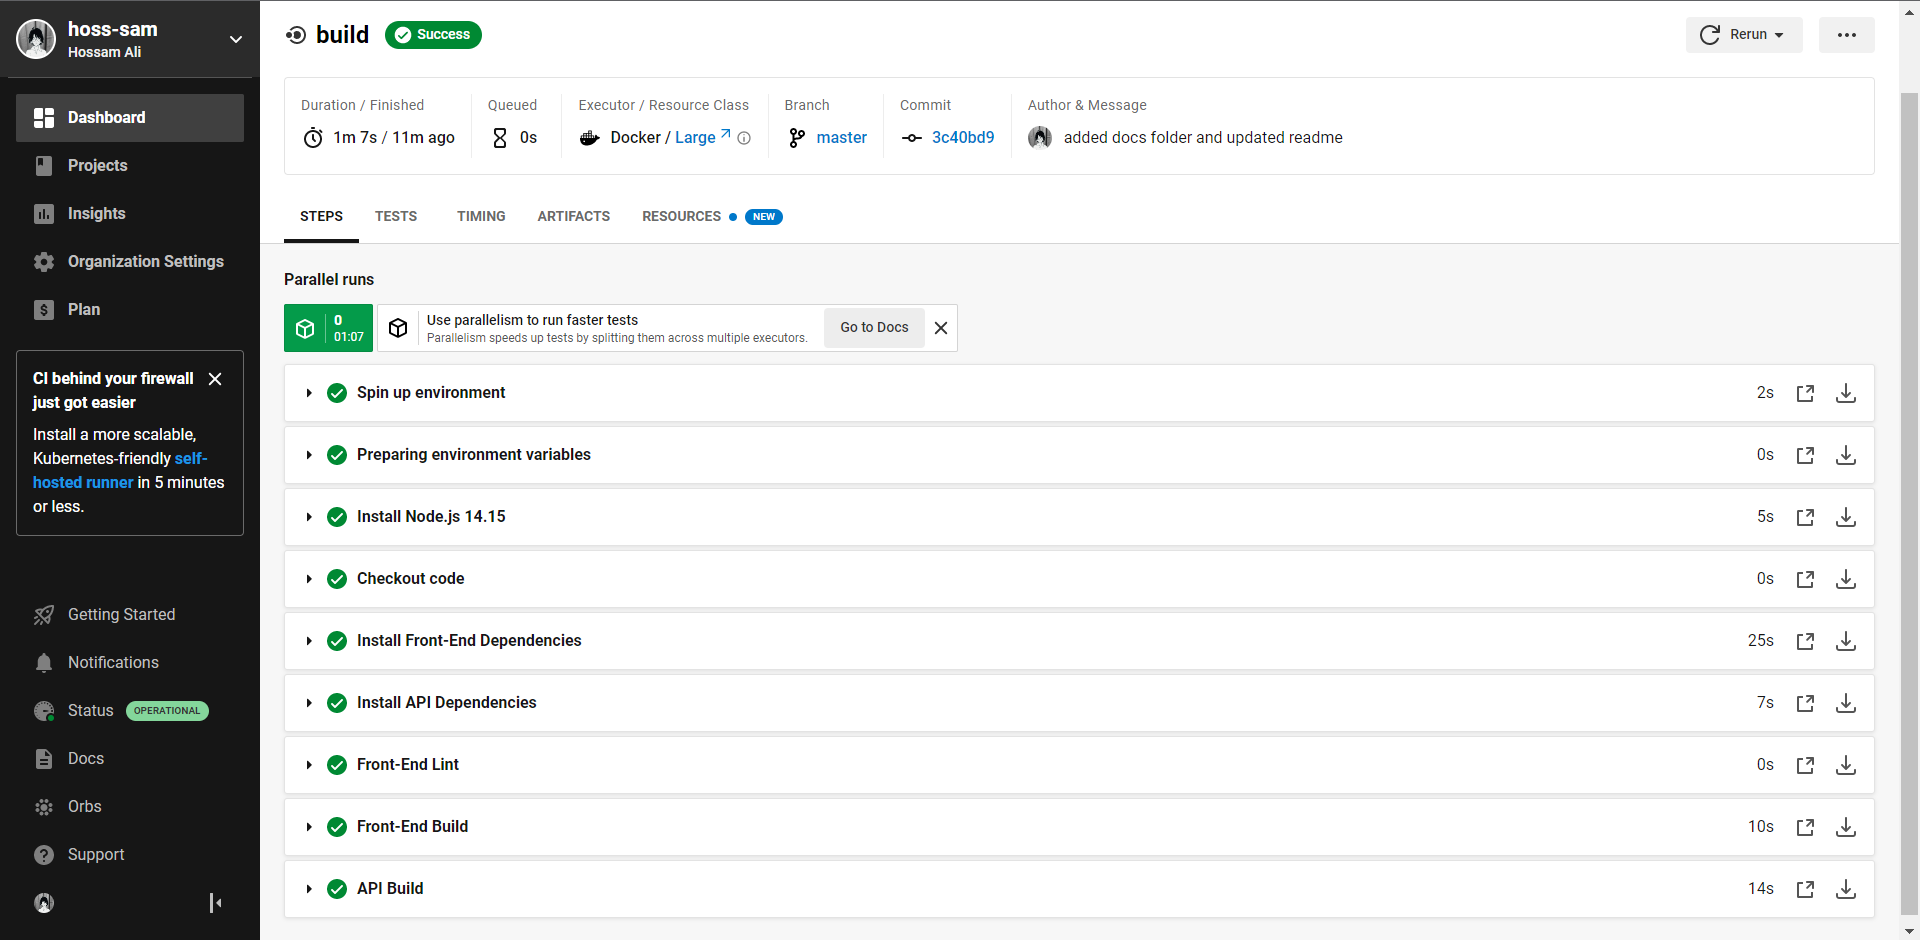 hoss-sam
Hossam Ali
Dashboard
Projects
Insights
Organization Settings
Plan
CI behind your firewall
just got easier
Install a more scalable,
Kubernetes-friendly self-
hosted runner in 5 minutes
or less.
Getting Started
Notifications
Status OPERATIONAL
Docs
Orbs
Support
build Success
Rerun
Duration / Finished
1m 7s / 11m ago
Queued
0s
Executor / Resource Class
Docker / Large
Branch
master
Commit
3c40bd9
Author & Message
added docs folder and updated readme
STEPS TESTS TIMING ARTIFACTS RESOURCES NEW
Parallel runs
0
01:07
Use parallelism to run faster tests
Parallelism speeds up tests by splitting them across multiple executors.
Go to Docs
Spin up environment 2s
Preparing environment variables 0s
Install Node.js 14.15 5s
Checkout code 0s
Install Front-End Dependencies 25s
Install API Dependencies 7s
Front-End Lint 0s
Front-End Build 10s
API Build 14s